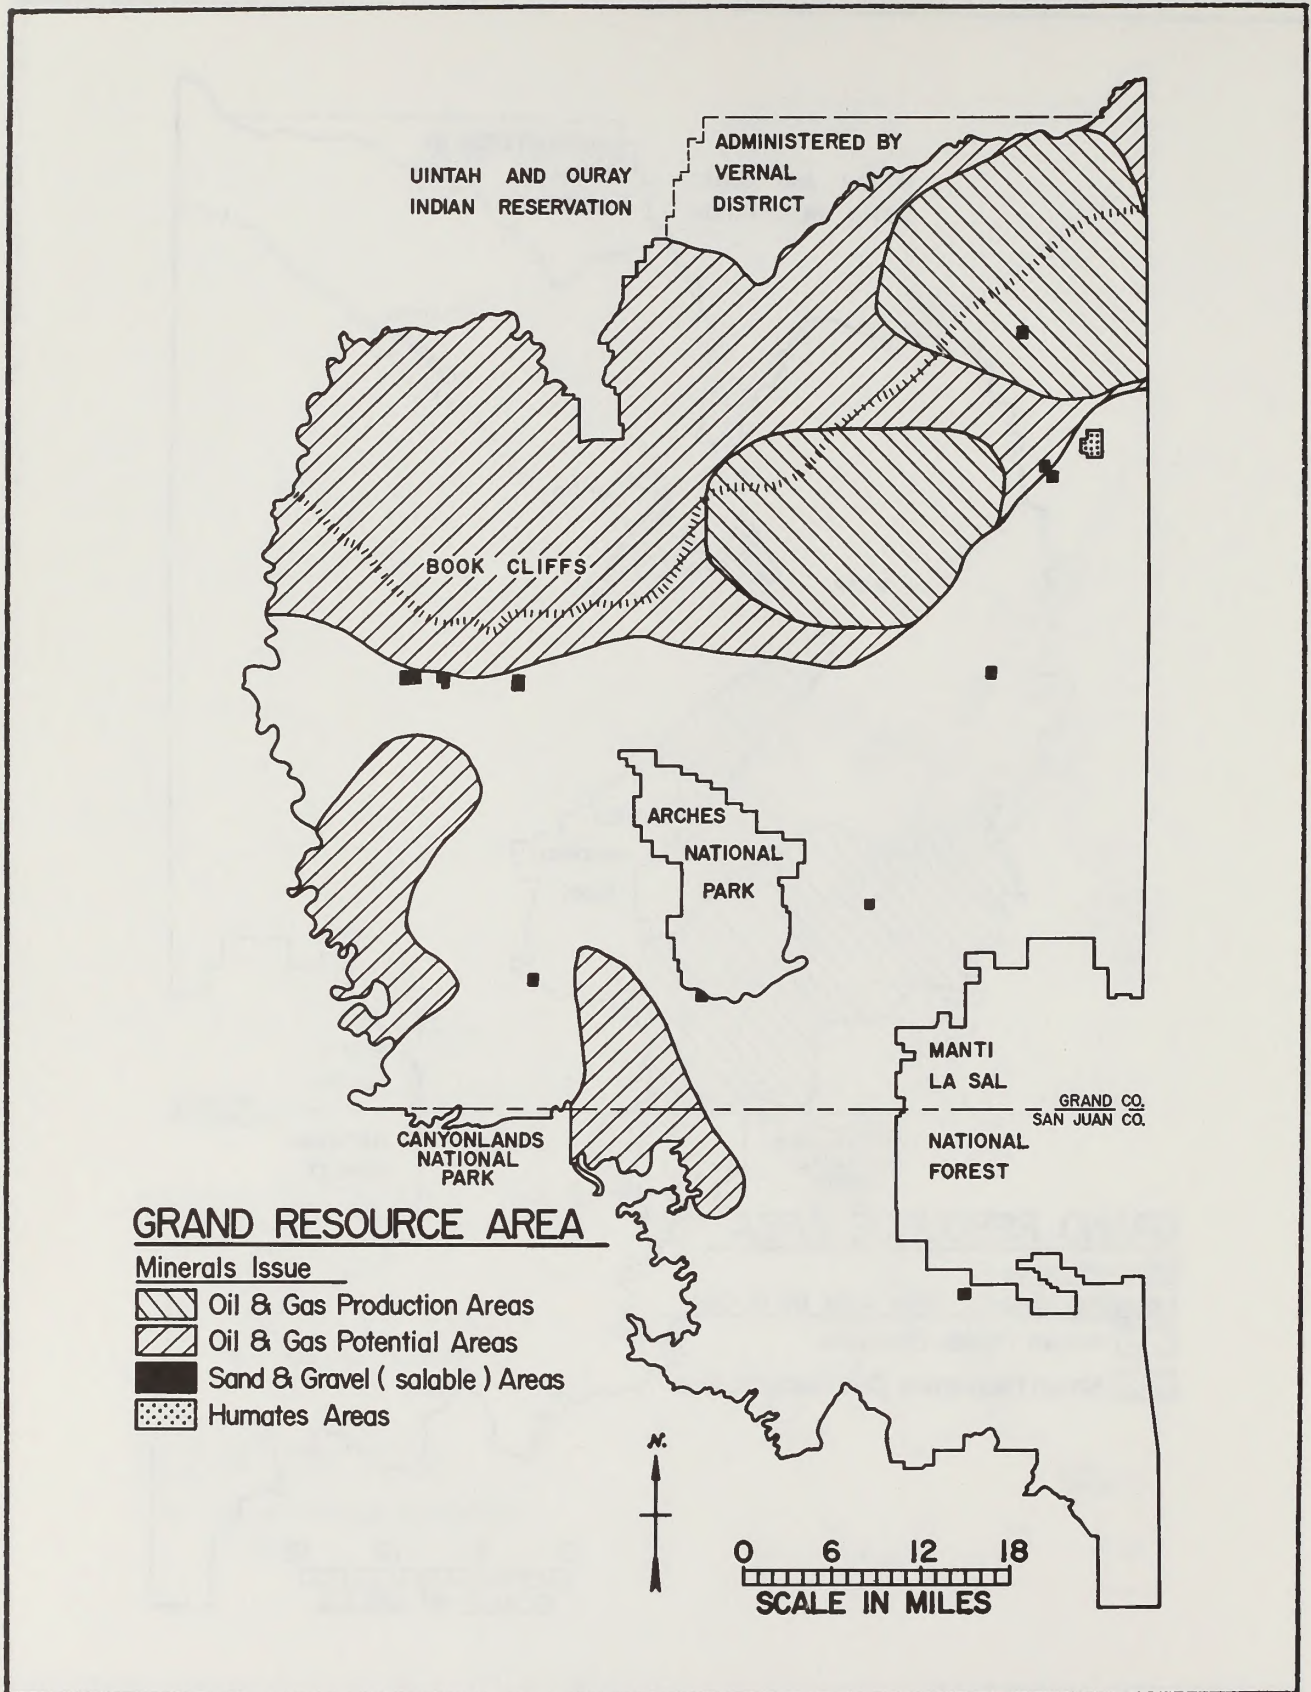 UINTAH AND OURAY
INDIAN RESERVATION
ADMINISTERED BY
VERNAL
DISTRICT
BOOK CLIFFS
ARCHES
NATIONAL
PARK
MANTI
LA SAL
GRAND CO.
SAN JUAN CO.
NATIONAL
FOREST
CANYONLANDS
NATIONAL
PARK
GRAND RESOURCE AREA
Minerals Issue
Oil & Gas Production Areas
Oil & Gas Potential Areas
Sand & Gravel ( salable ) Areas
Humates Areas
N.
0 6 12 18
SCALE IN MILES